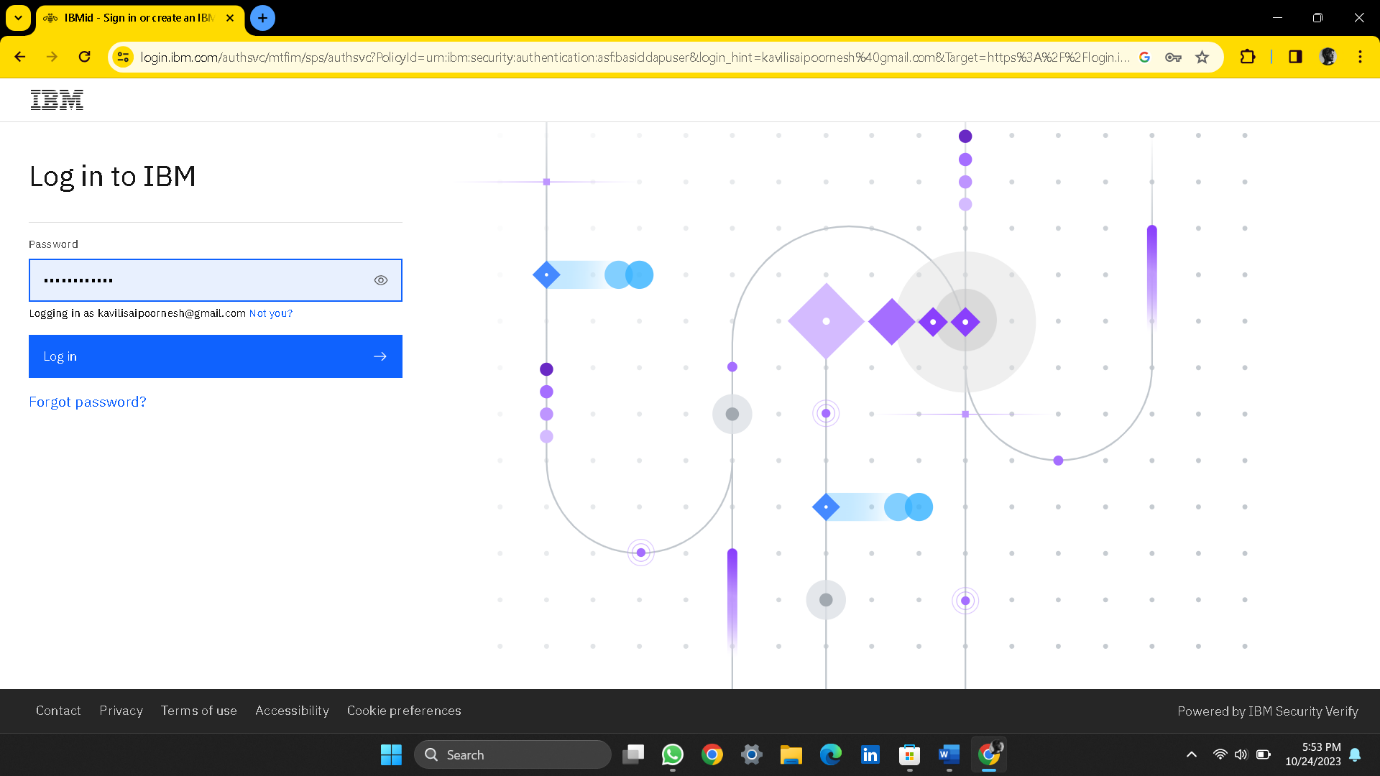 IBMid - Sign in or create an IBM
login.ibm.com/authsvc/mtfim/sps/authsvc?PolicyId=urn:ibm:security:authentication:asf:basicldapuser&login_hint=kavilisaipoornesh%40gmail.com&Target=https%3A%2F%2Flogin.i...
IBM
Log in to IBM
Password
Logging in as kavilisaipoornesh@gmail.com Not you?
Log in
Forgot password?
Contact Privacy Terms of use Accessibility Cookie preferences Powered by IBM Security Verify
Search
5:53 PM
10/24/2023